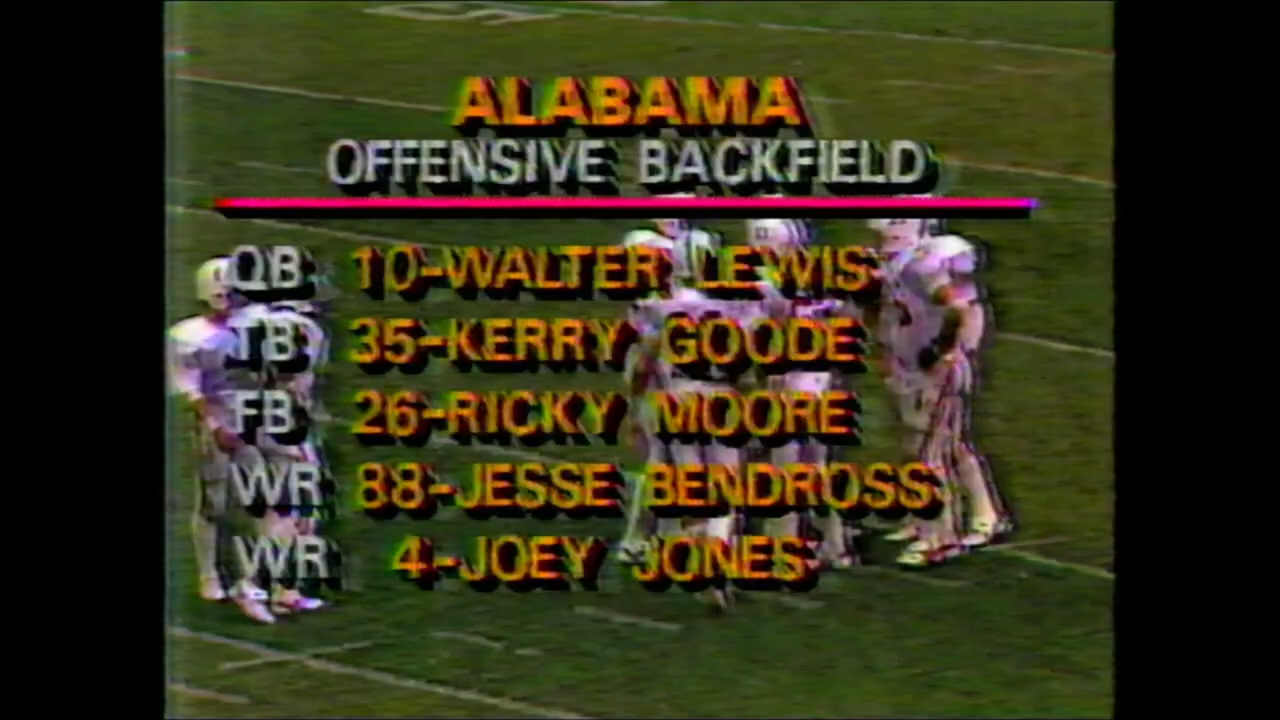 ALABAMA
OFFENSIVE BACKFIELD
QB 10-WALTER LEWIS
TB 35-KERRY GOODE
FB 26-RICKY MOORE
WR 88-JESSE BENDROSS
WR 4-JOEY JONES